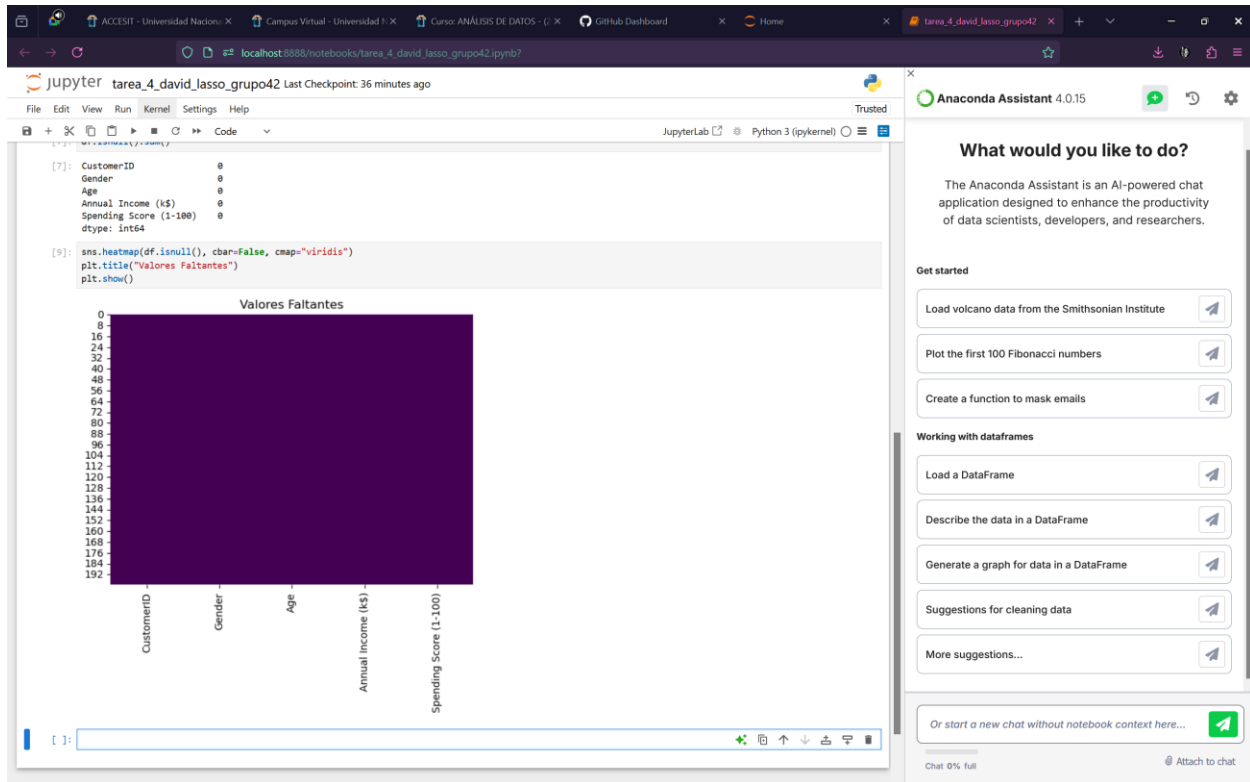 ACCESIT - Universidad Naciona
Campus Virtual - Universidad N
Curso: ANÁLISIS DE DATOS - (2
GitHub Dashboard
Home
tarea_4_david_lasso_grupo42
localhost:8888/notebooks/tarea_4_david_lasso_grupo42.ipynb?
jupyter tarea_4_david_lasso_grupo42 Last Checkpoint: 36 minutes ago
File Edit View Run Kernel Settings Help
Trusted
Code
JupyterLab
Python 3 (ipykernel)
[7]: df.isnull().sum()
[7]: CustomerID 0
Gender 0
Age 0
Annual Income (k$) 0
Spending Score (1-100) 0
dtype: int64
[9]: sns.heatmap(df.isnull(), cbar=False, cmap="viridis")
plt.title("Valores Faltantes")
plt.show()
Valores Faltantes
0
8
16
24
32
40
48
56
64
72
80
88
96
104
112
120
128
136
144
152
160
168
176
184
192
CustomerID
Gender
Age
Annual Income (k$)
Spending Score (1-100)
[ ]:
Anaconda Assistant 4.0.15
What would you like to do?
The Anaconda Assistant is an AI-powered chat
application designed to enhance the productivity
of data scientists, developers, and researchers.
Get started
Load volcano data from the Smithsonian Institute
Plot the first 100 Fibonacci numbers
Create a function to mask emails
Working with dataframes
Load a DataFrame
Describe the data in a DataFrame
Generate a graph for data in a DataFrame
Suggestions for cleaning data
More suggestions...
Or start a new chat without notebook context here...
Chat 0% full
Attach to chat